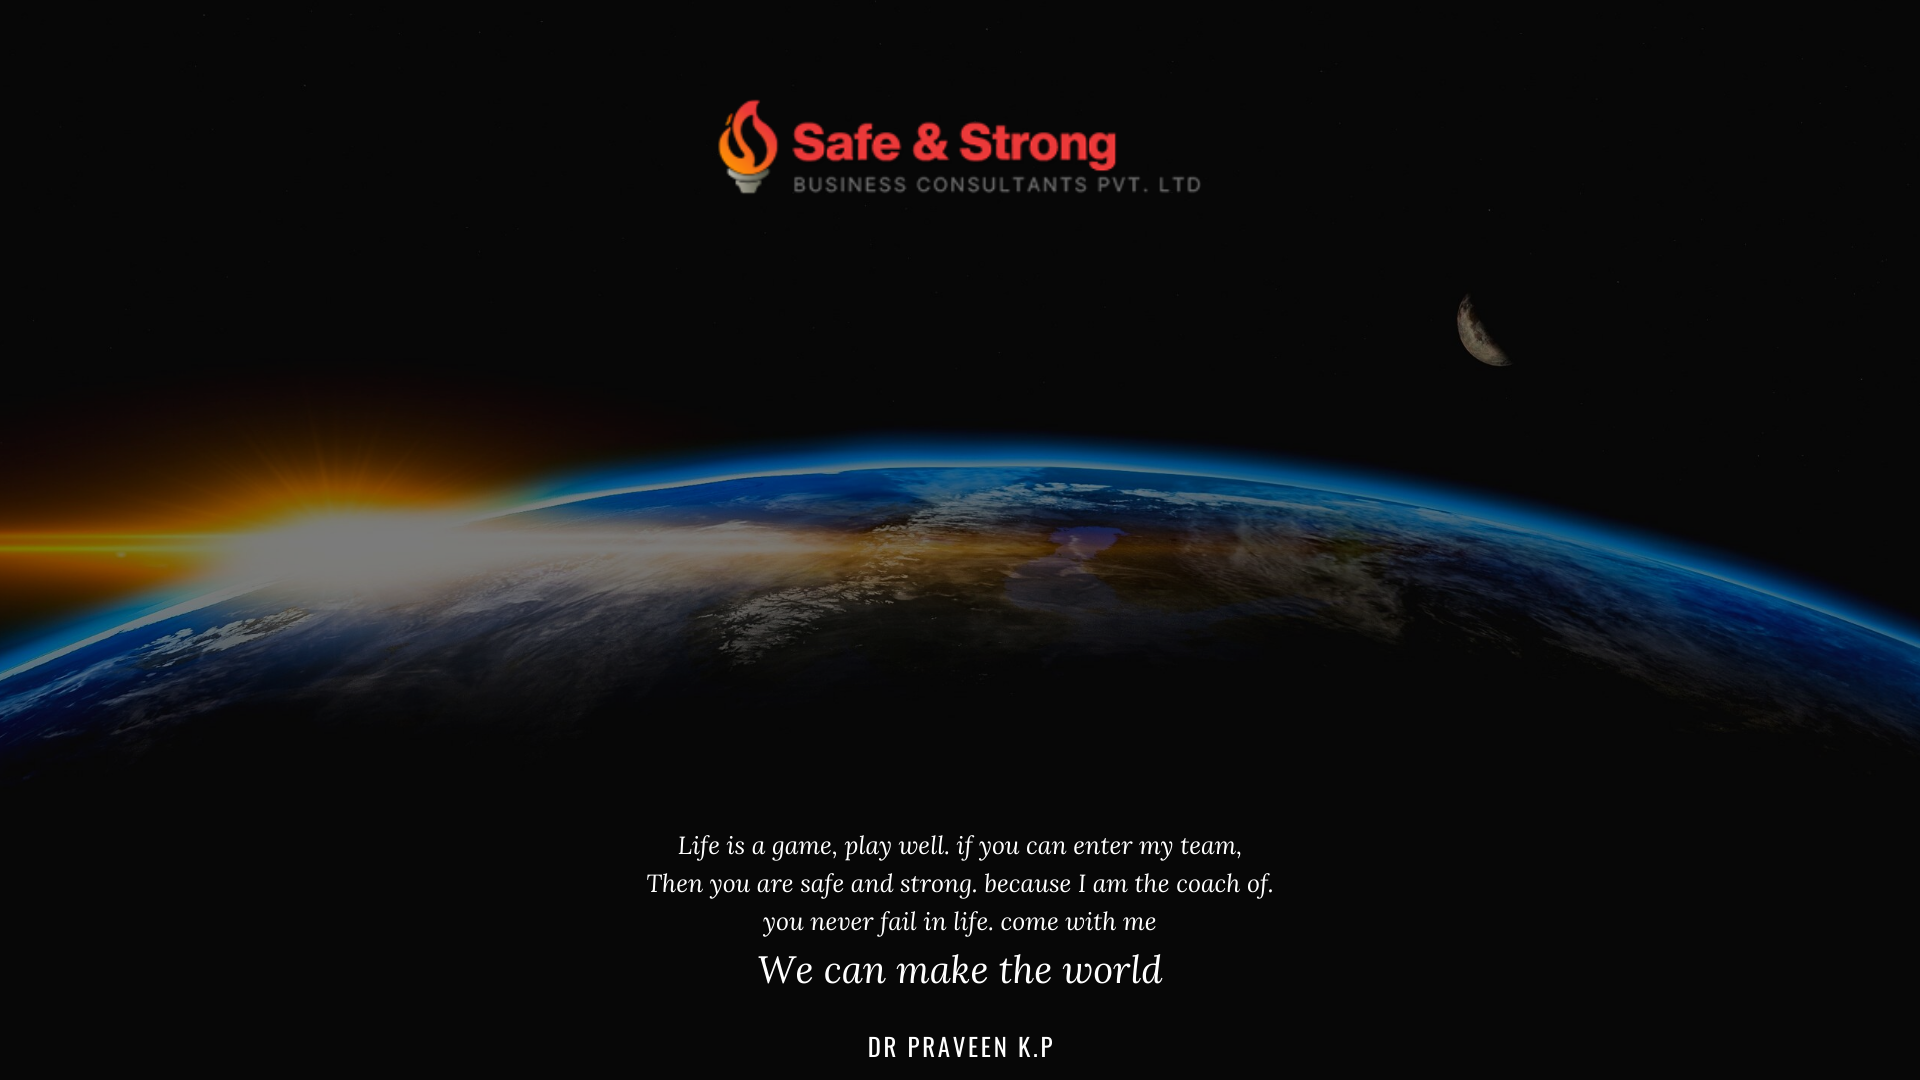 Safe & Strong
BUSINESS CONSULTANTS PVT. LTD
Life is a game, play well. if you can enter my team,
Then you are safe and strong. because I am the coach of.
you never fail in life. come with me
We can make the world
DR PRAVEEN K.P